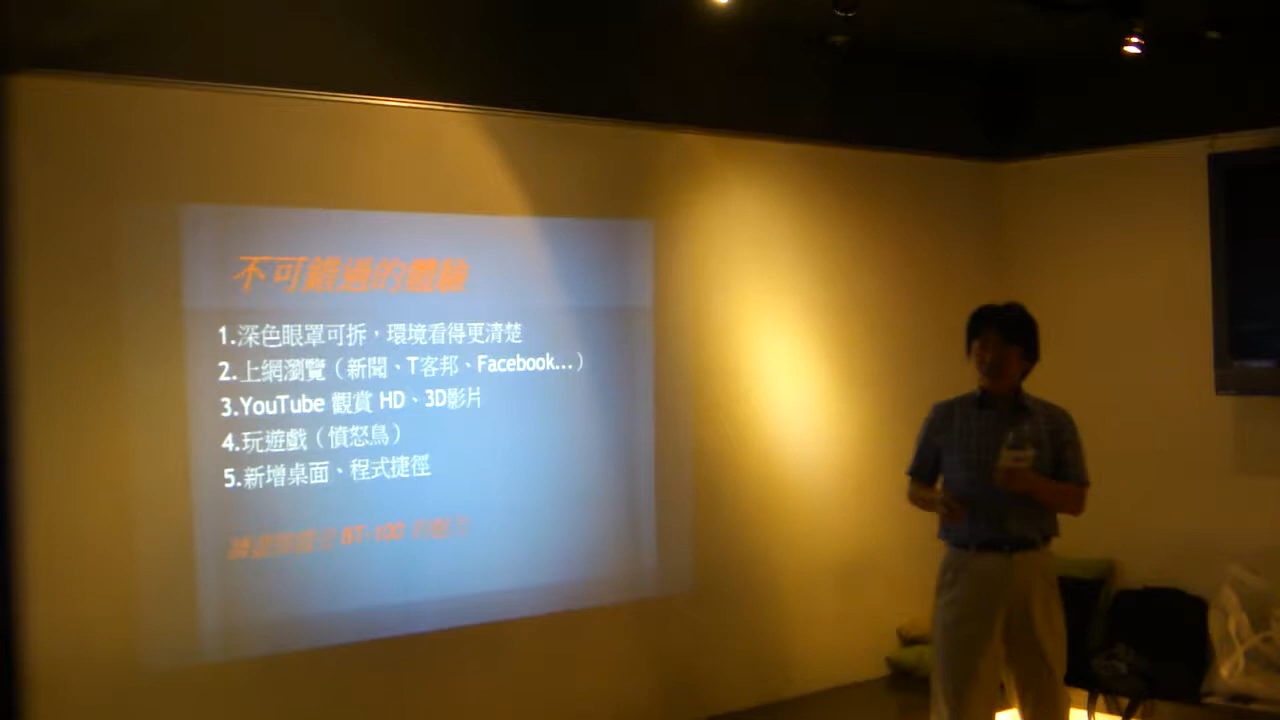 不可錯過的體驗
1.深色眼罩可拆，環境看得更清楚
2.上網瀏覽（新聞、T客邦、Facebook...）
3.YouTube 觀賞 HD、3D影片
4.玩遊戲（憤怒鳥）
5.新增桌面、程式捷徑
BT-100